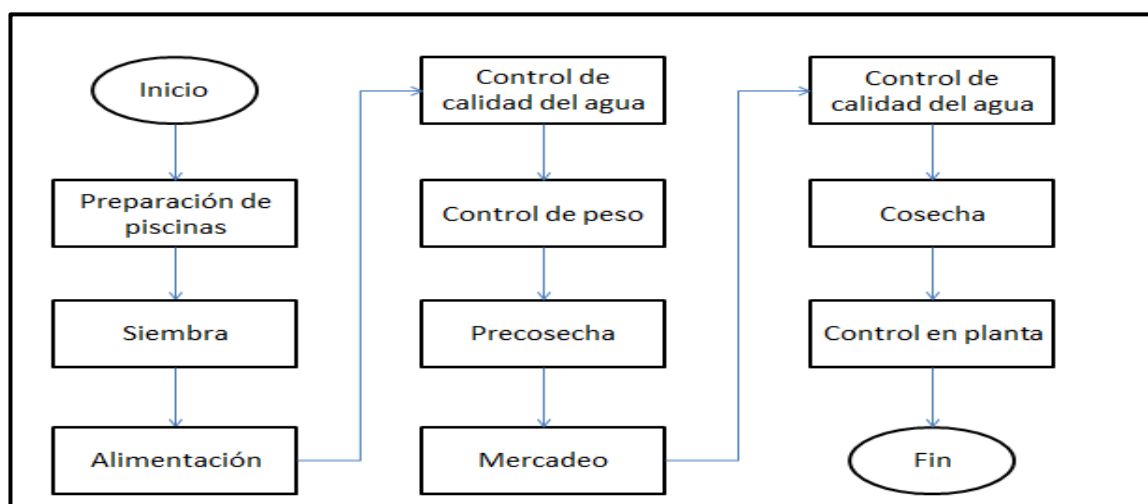 Inicio
Preparación de
piscinas
Siembra
Alimentación
Control de
calidad del agua
Control de peso
Precosecha
Mercadeo
Control de
calidad del agua
Cosecha
Control en planta
Fin